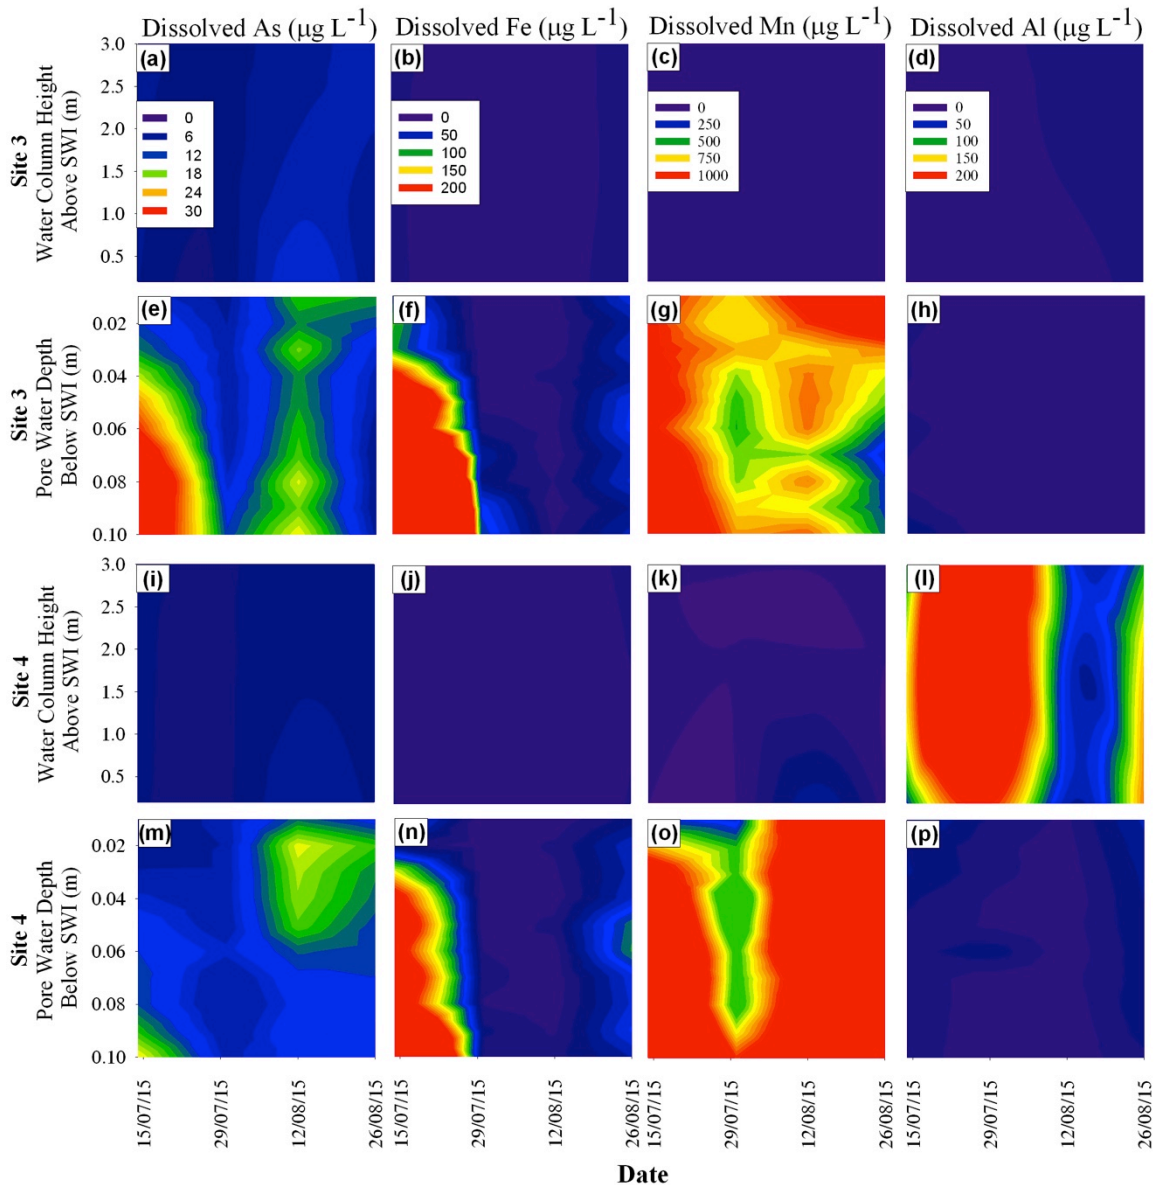 Dissolved As (µg L-1)
Dissolved Fe (µg L-1)
Dissolved Mn (µg L-1)
Dissolved Al (µg L-1)
Site 3
Water Column Height
Above SWI (m)
3.0
2.5
2.0
1.5
1.0
0.5
(a)
0
6
12
18
24
30
(b)
0
50
100
150
200
(c)
0
250
500
750
1000
(d)
0
50
100
150
200
Site 3
Pore Water Depth
Below SWI (m)
0.02
0.04
0.06
0.08
0.10
(e)
(f)
(g)
(h)
Site 4
Water Column Height
Above SWI (m)
3.0
2.5
2.0
1.5
1.0
0.5
(i)
(j)
(k)
(l)
Site 4
Pore Water Depth
Below SWI (m)
0.02
0.04
0.06
0.08
0.10
(m)
(n)
(o)
(p)
15/07/15
29/07/15
12/08/15
26/08/15
15/07/15
29/07/15
12/08/15
26/08/15
15/07/15
29/07/15
12/08/15
26/08/15
15/07/15
29/07/15
12/08/15
26/08/15
Date